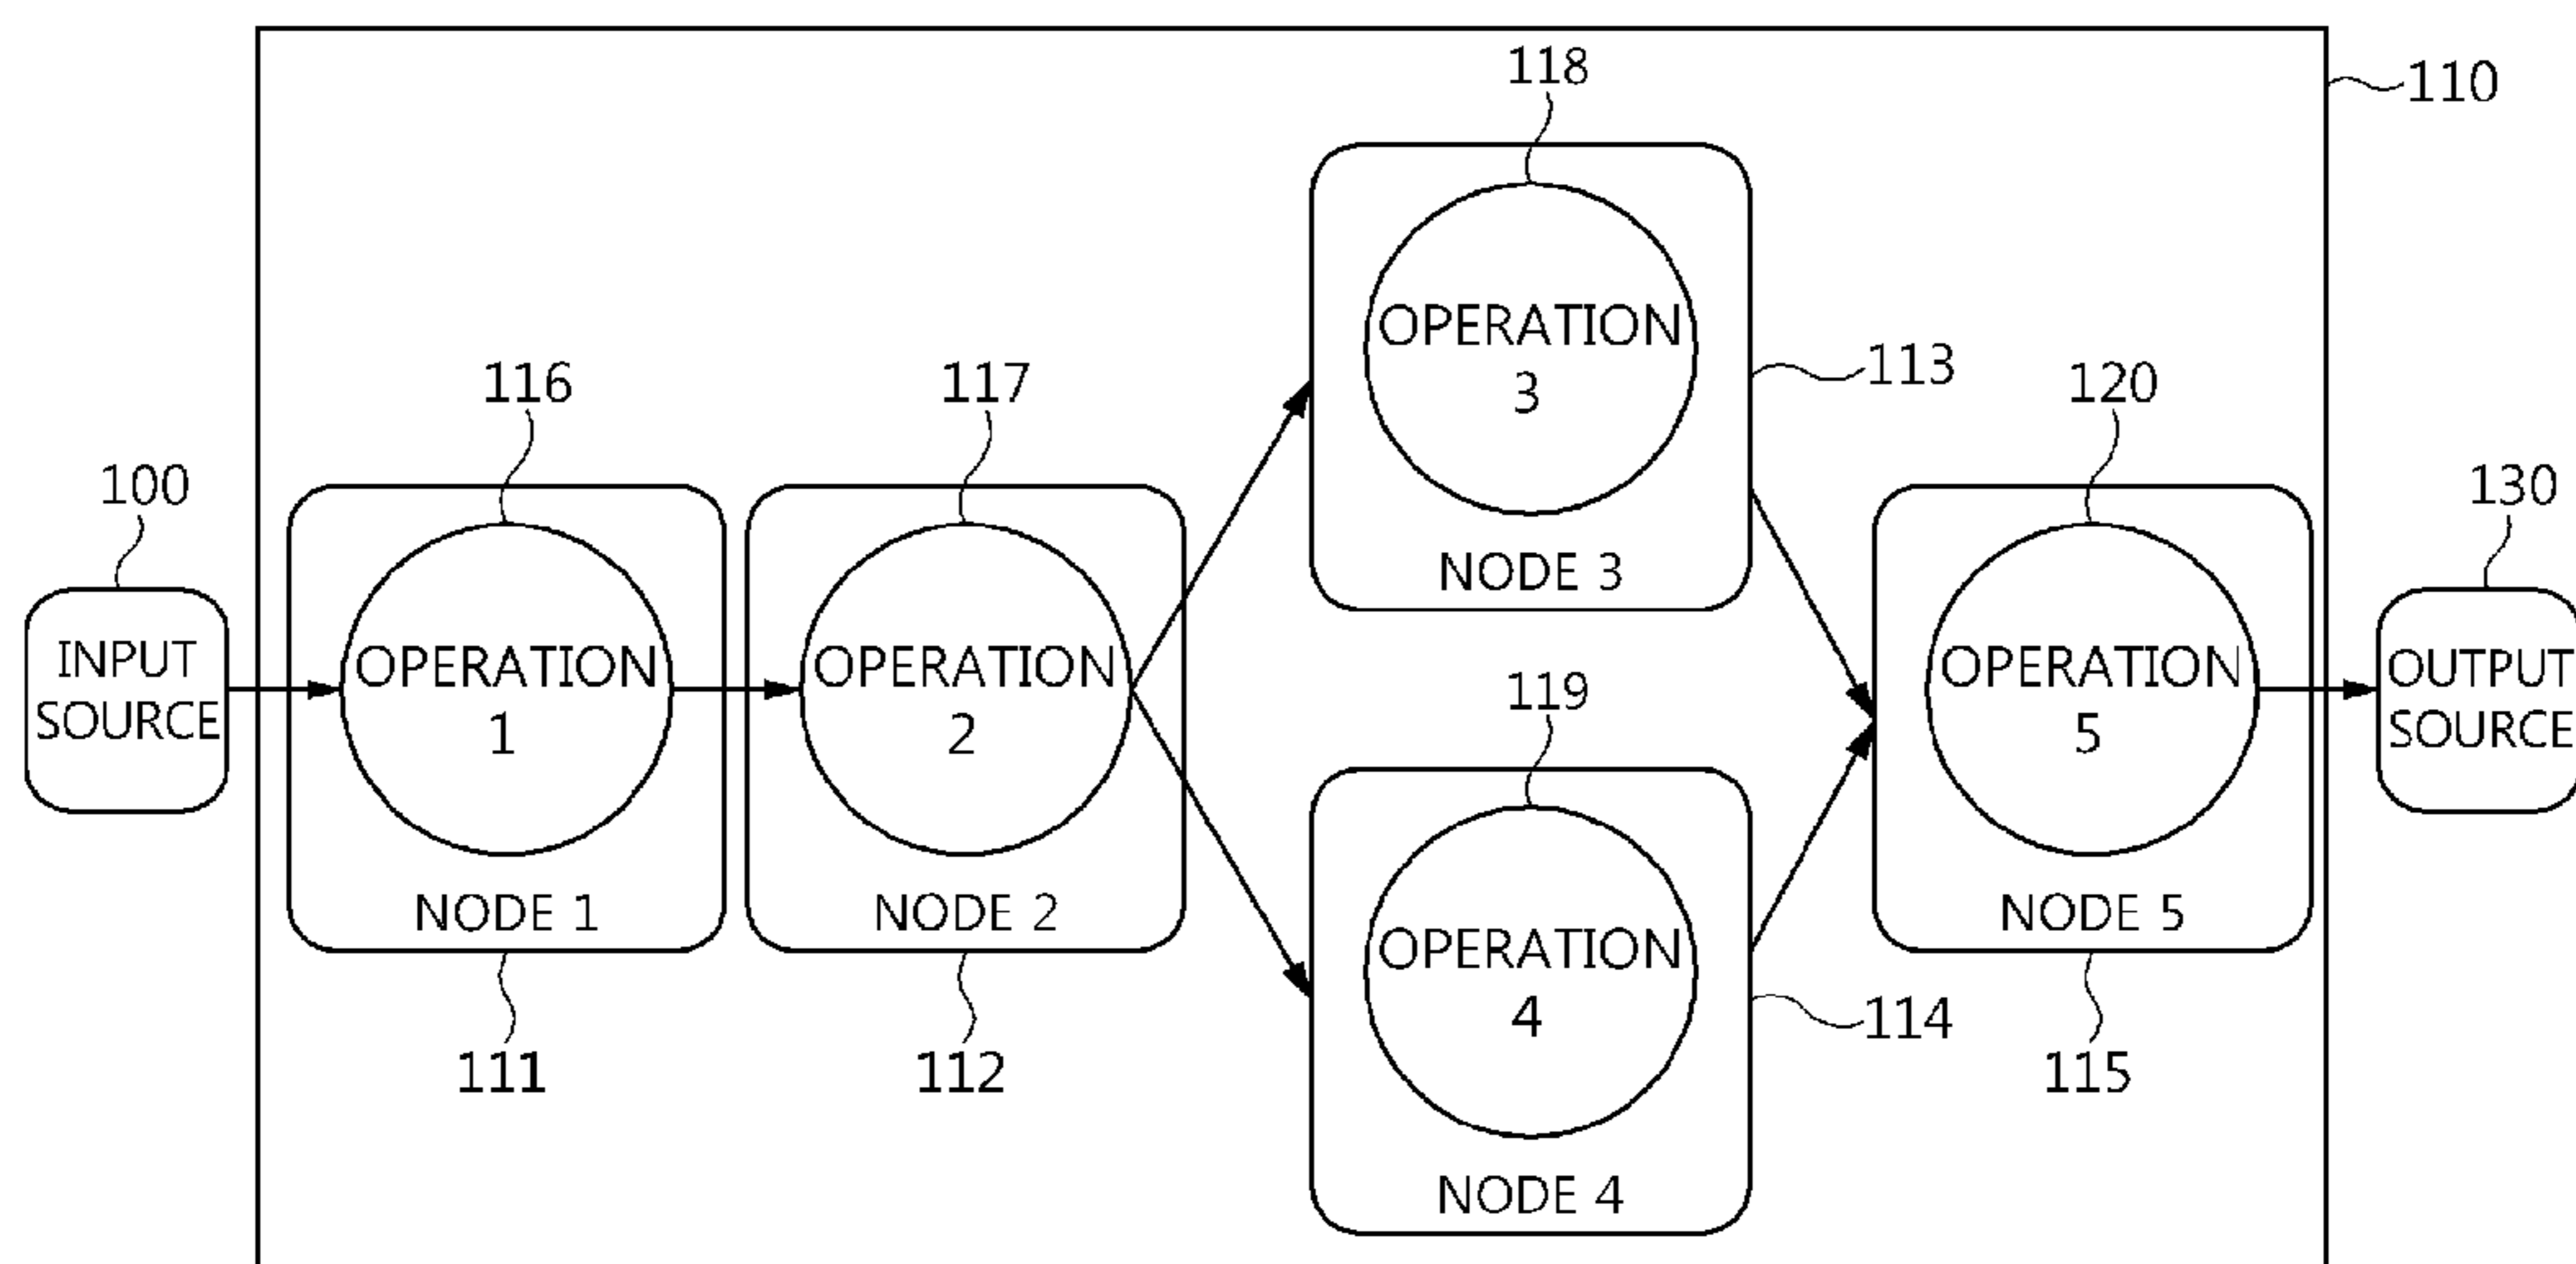 118
110
OPERATION
3
113
NODE 3
116
117
120
100
130
INPUT
SOURCE
OPERATION
1
NODE 1
OPERATION
2
NODE 2
119
OPERATION
4
NODE 4
114
OPERATION
5
NODE 5
OUTPUT
SOURCE
111
112
115